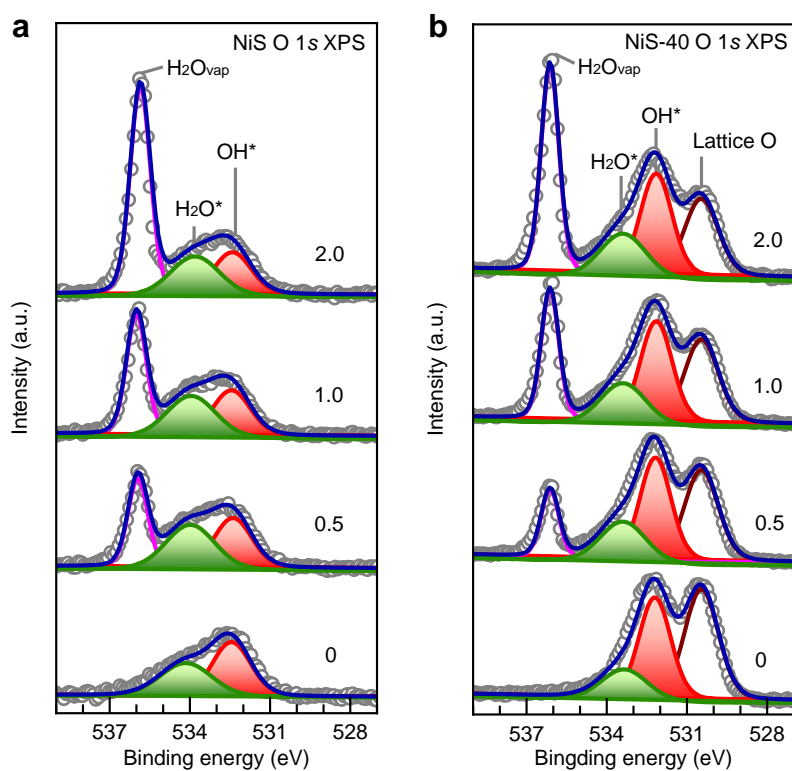 a
NiS O 1s XPS
H2Ovap
OH*
H2O*
2.0
1.0
0.5
0
Intensity (a.u.)
537 534 531 528
Binding energy (eV)
b
NiS-40 O 1s XPS
H2Ovap
OH*
H2O*
Lattice O
2.0
1.0
0.5
0
Intensity (a.u.)
537 534 531 528
Bingding energy (eV)